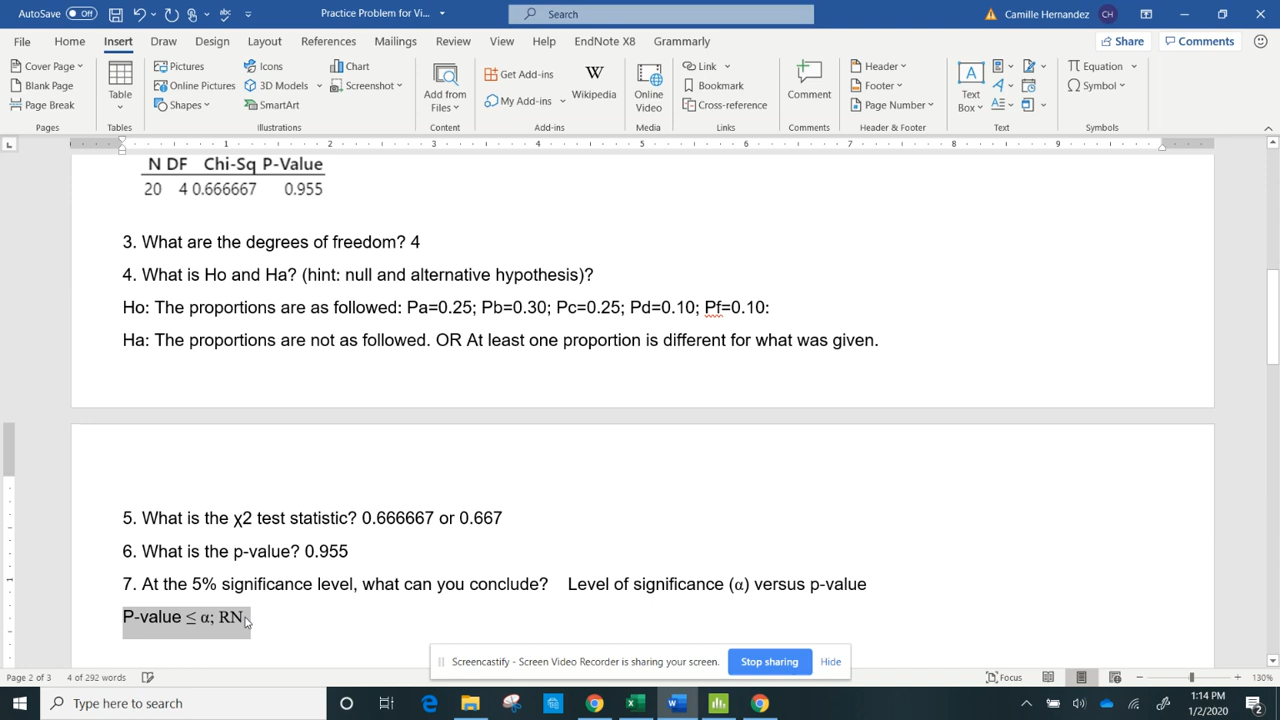 AutoSave Off Practice Problem for Vi... Search Camille Hernandez CH
File Home Insert Draw Design Layout References Mailings Review View Help EndNote X8 Grammarly Share Comments
Cover Page
Blank Page
Page Break
Pages
Table
Tables
Pictures
Online Pictures
Shapes
Icons
3D Models
SmartArt
Chart
Screenshot
Illustrations
Add from Files
Content
Get Add-ins
My Add-ins
W
Wikipedia
Add-ins
Online Video
Media
Link
Bookmark
Cross-reference
Links
Comment
Comments
Header
Footer
Page Number
Header & Footer
Text Box
Text
Equation
Symbol
Symbols
1 2 3 4 5 6 7 8 9
N DF Chi-Sq P-Value
20 4 0.666667 0.955
3. What are the degrees of freedom? 4
4. What is Ho and Ha? (hint: null and alternative hypothesis)?
Ho: The proportions are as followed: Pa=0.25; Pb=0.30; Pc=0.25; Pd=0.10; Pf=0.10:
Ha: The proportions are not as followed. OR At least one proportion is different for what was given.
5. What is the χ2 test statistic? 0.666667 or 0.667
6. What is the p-value? 0.955
7. At the 5% significance level, what can you conclude? Level of significance (α) versus p-value
P-value ≤ α; RN
Screencastify - Screen Video Recorder is sharing your screen. Stop sharing Hide
Page 2 of 3 4 of 292 words Focus 130%
Type here to search 1:14 PM
1/2/2020 2